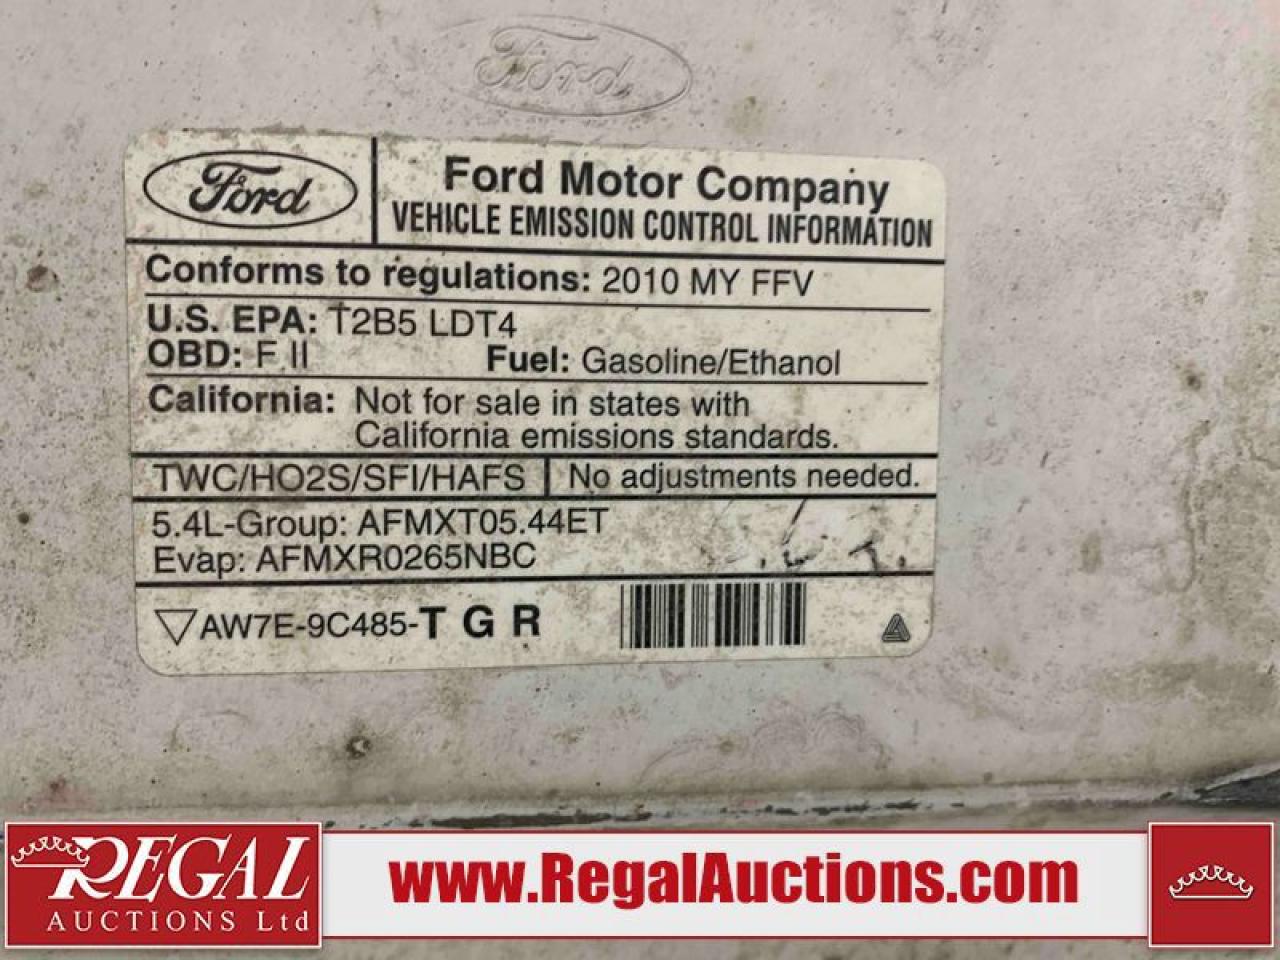 Ford
Ford
Ford Motor Company
VEHICLE EMISSION CONTROL INFORMATION
Conforms to regulations: 2010 MY FFV
U.S. EPA: T2B5 LDT4
OBD: F II Fuel: Gasoline/Ethanol
California: Not for sale in states with
California emissions standards.
TWC/HO2S/SFI/HAFS No adjustments needed.
5.4L-Group: AFMXT05.44ET
Evap: AFMXR0265NBC
AW7E-9C485-T G R
REGAL
AUCTIONS Ltd
www.RegalAuctions.com